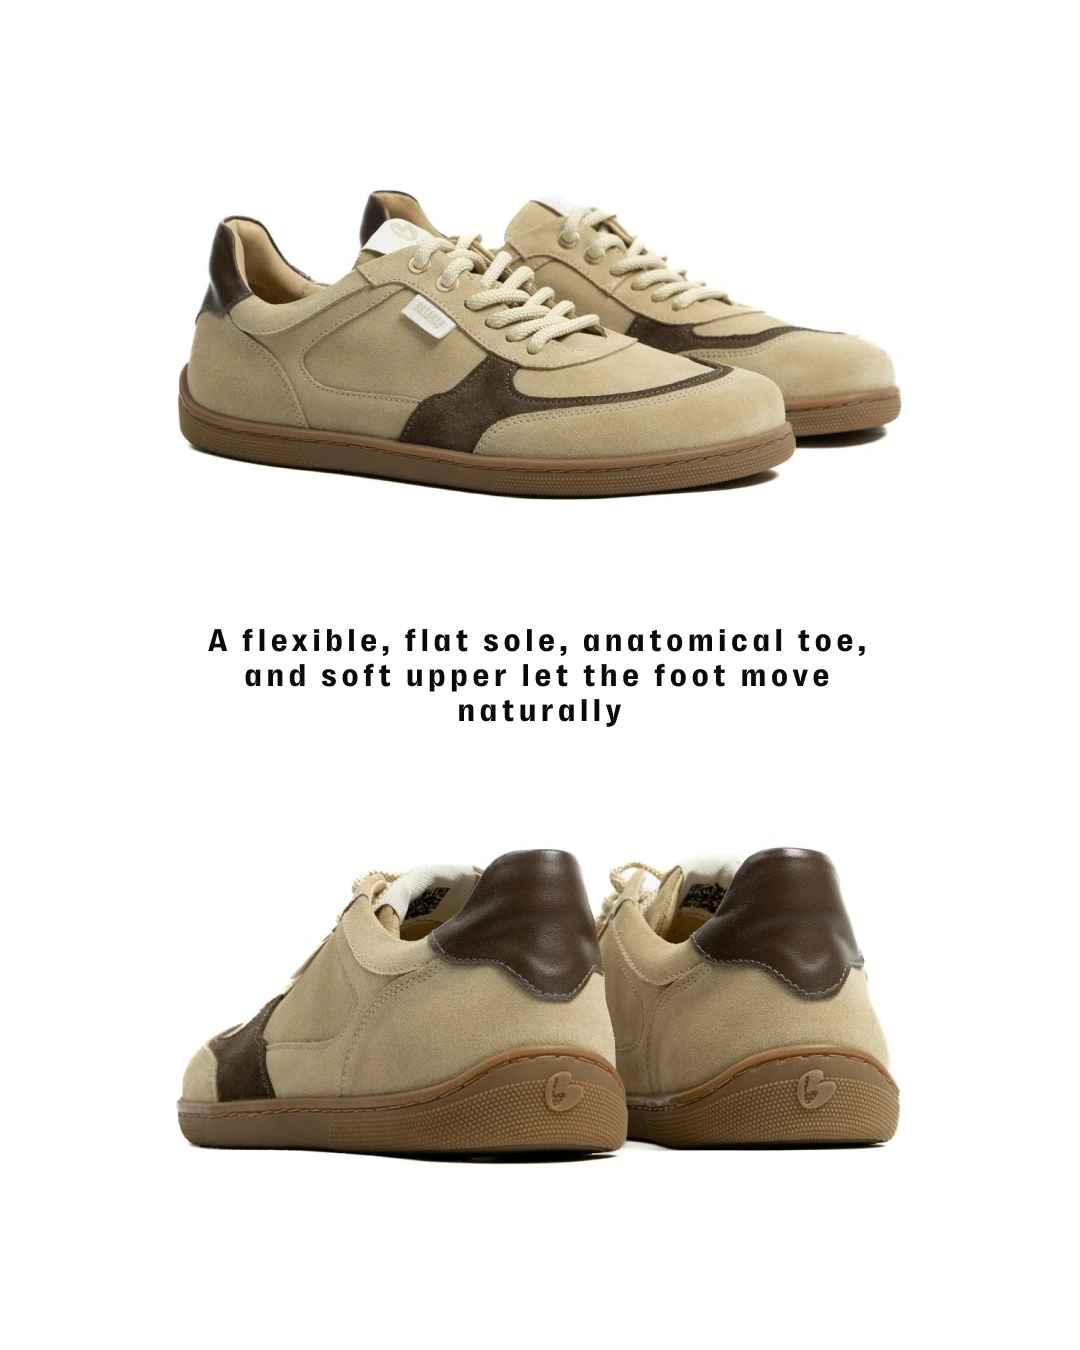 A flexible, flat sole, anatomical toe,
and soft upper let the foot move
naturally